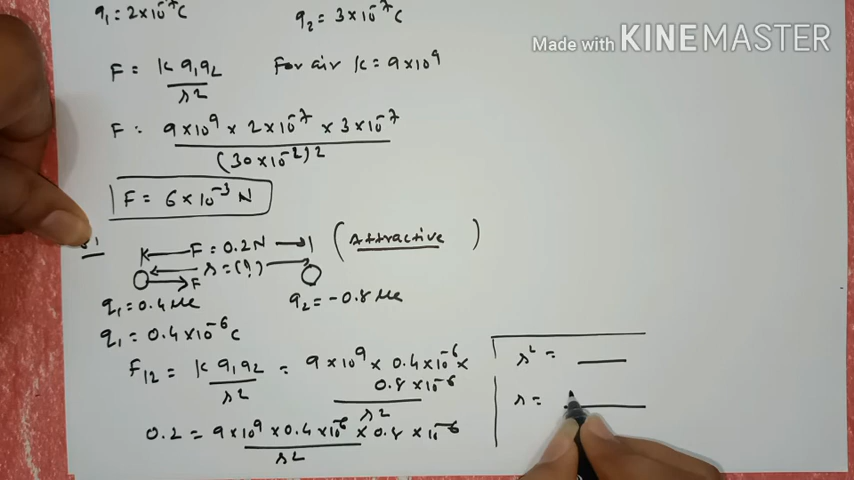 q₁ = 2×10⁻⁷C q₂ = 3×10⁻⁷C
Made with KINEMASTER
F = k q₁q₂ / r² For air k = 9×10⁹
F = 9×10⁹ × 2×10⁻⁷ × 3×10⁻⁷ / (30×10⁻²)²
F = 6×10⁻³ N
F = 0.2N (Attractive)
r = (?)
F
q₁ = 0.4 μc q₂ = -0.8 μc
q₁ = 0.4×10⁻⁶ C
F₁₂ = k q₁q₂ / r² = 9×10⁹ × 0.4×10⁻⁶ × 0.8×10⁻⁶ / r²
0.2 = 9×10⁹ × 0.4×10⁻⁶ × 0.8×10⁻⁶ / r²
r² =
r =